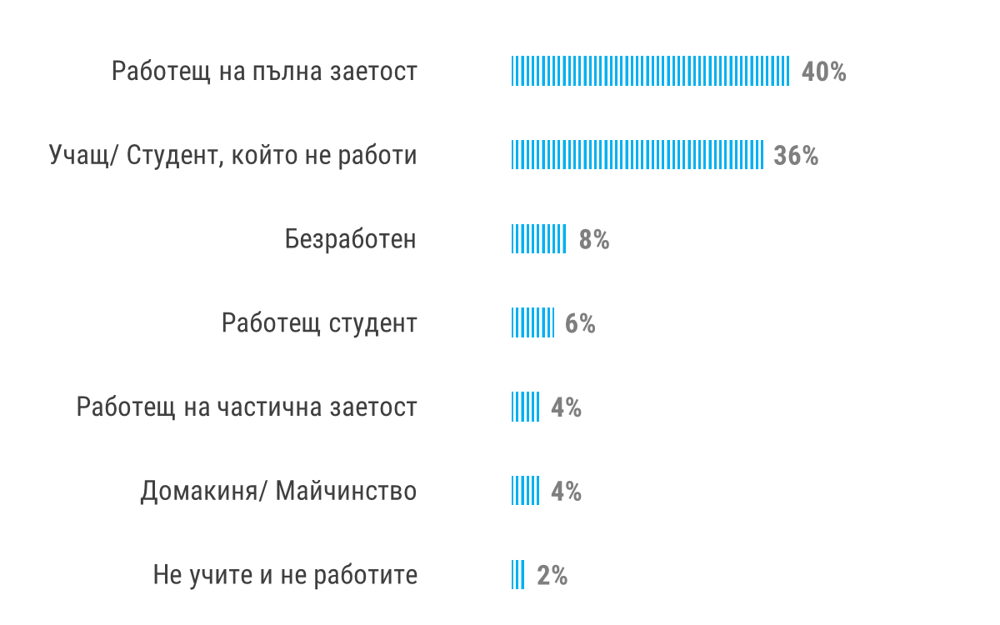 Работещ на пълна заетост 40%
Учащ/ Студент, който не работи 36%
Безработен 8%
Работещ студент 6%
Работещ на частична заетост 4%
Домакиня/ Майчинство 4%
Не учите и не работите 2%